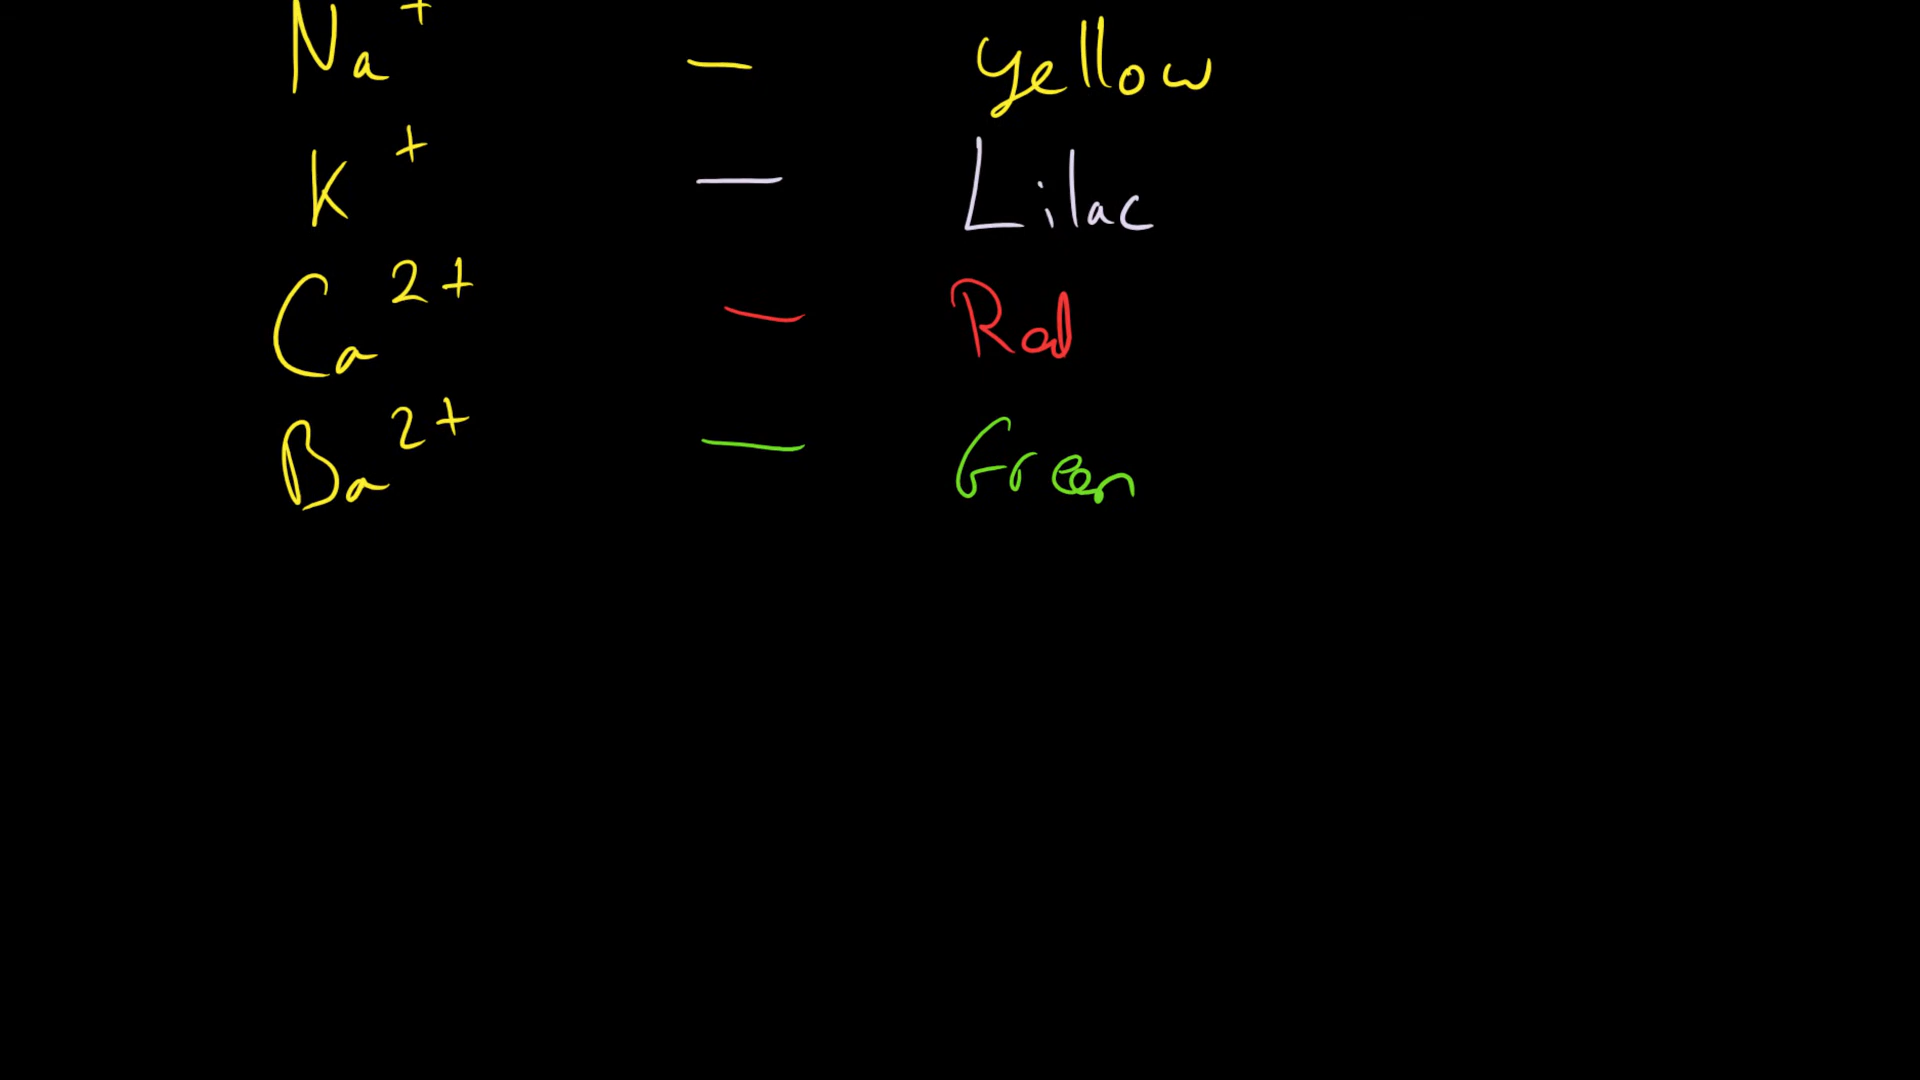 Na+ — yellow
K+ — Lilac
Ca2+ — Red
Ba2+ — Green